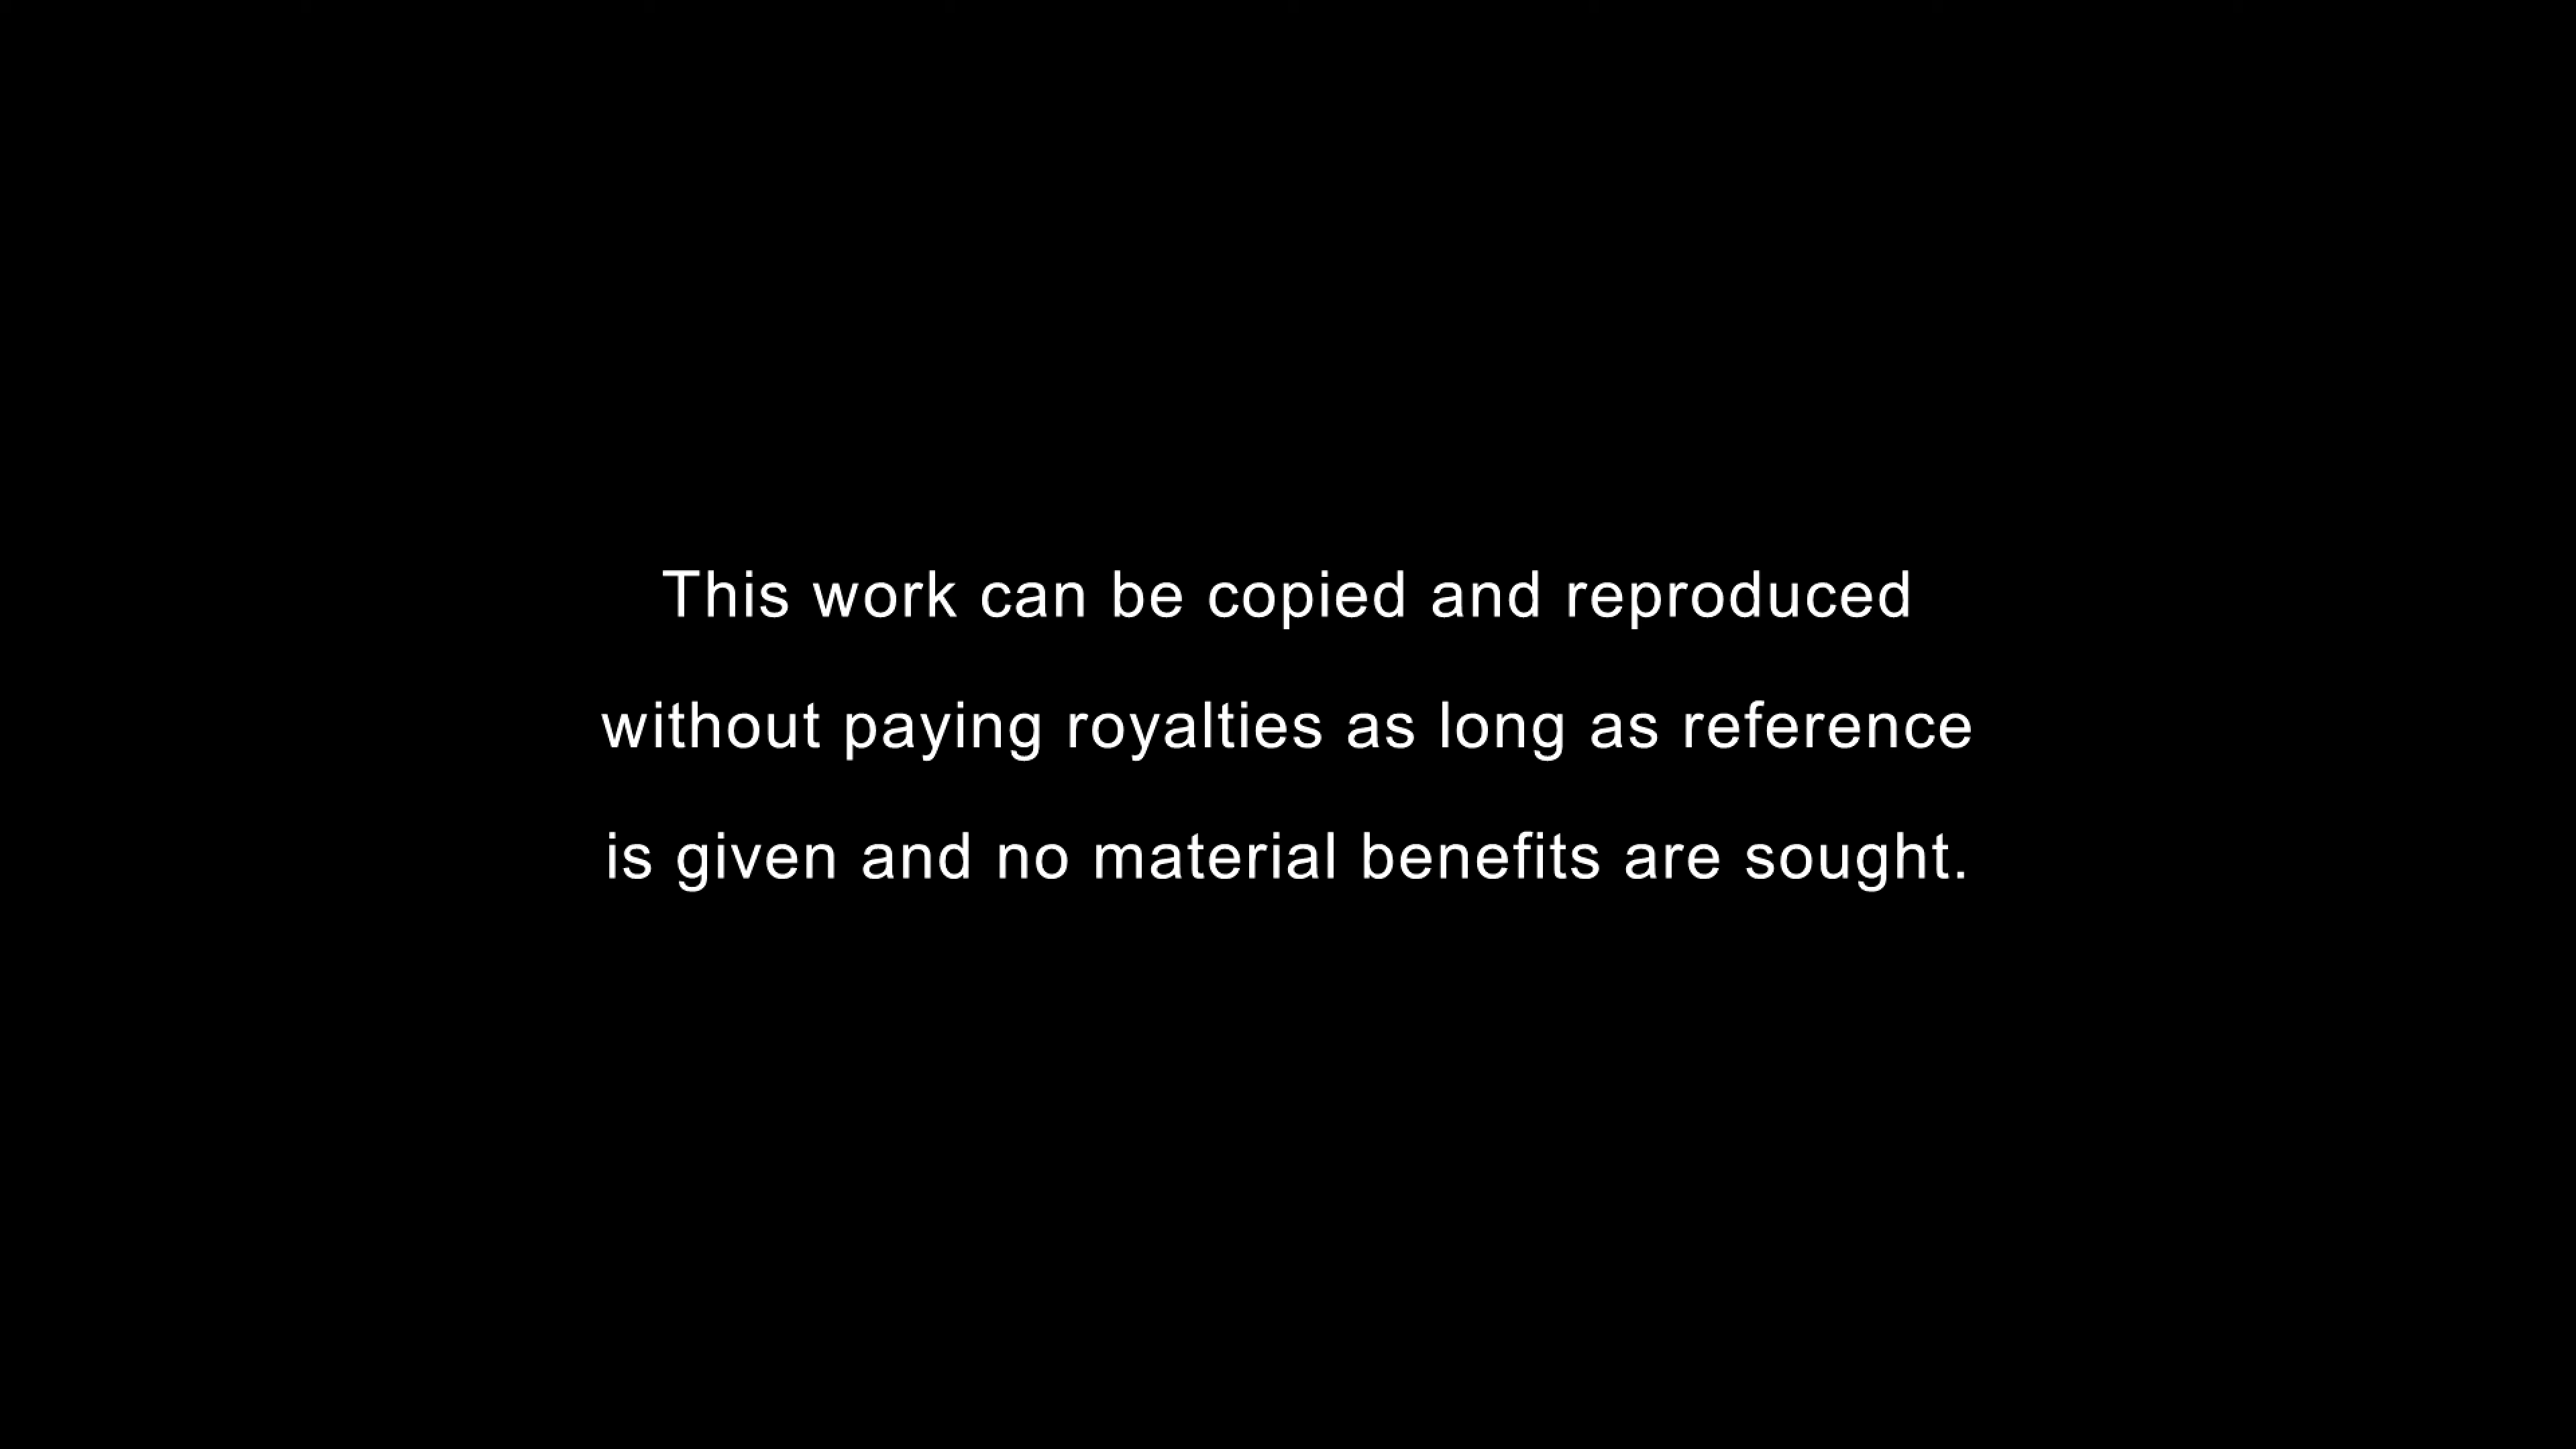 This work can be copied and reproduced
without paying royalties as long as reference
is given and no material benefits are sought.